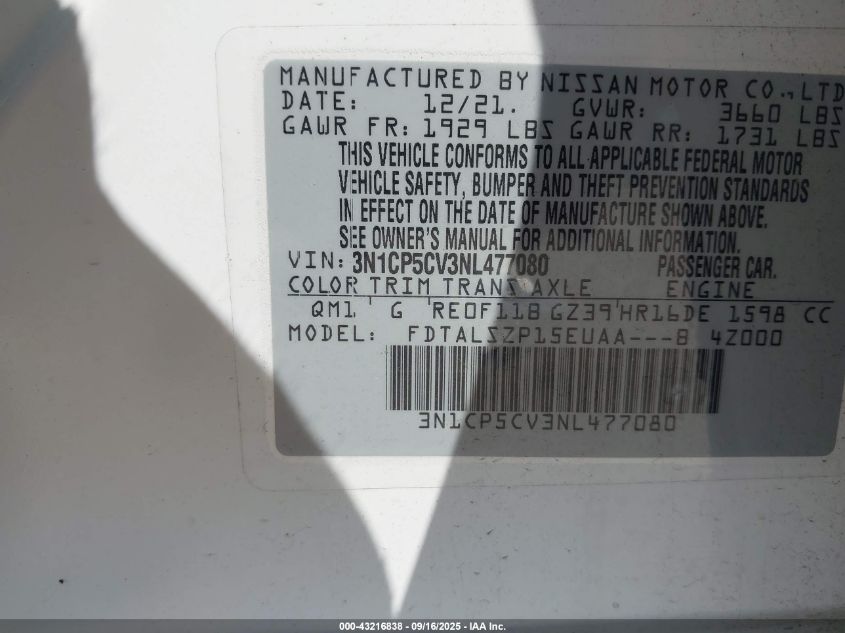 MANUFACTURED BY NISSAN MOTOR CO., LTD
DATE: 12/21. GVWR: 3660 LBS
GAWR FR: 1929 LBS GAWR RR: 1731 LBS
THIS VEHICLE CONFORMS TO ALL APPLICABLE FEDERAL MOTOR
VEHICLE SAFETY, BUMPER AND THEFT PREVENTION STANDARDS
IN EFFECT ON THE DATE OF MANUFACTURE SHOWN ABOVE.
SEE OWNER'S MANUAL FOR ADDITIONAL INFORMATION.
VIN: 3N1CP5CV3NL477080 PASSENGER CAR.
COLOR TRIM TRANS AXLE ENGINE
QM1 G RE0F11B GZ39 HR16DE 1598 CC
MODEL: FDTALSZP15EUAA---8 4Z000
3N1CP5CV3NL477080
000-43216838 - 09/16/2025 - IAA Inc.